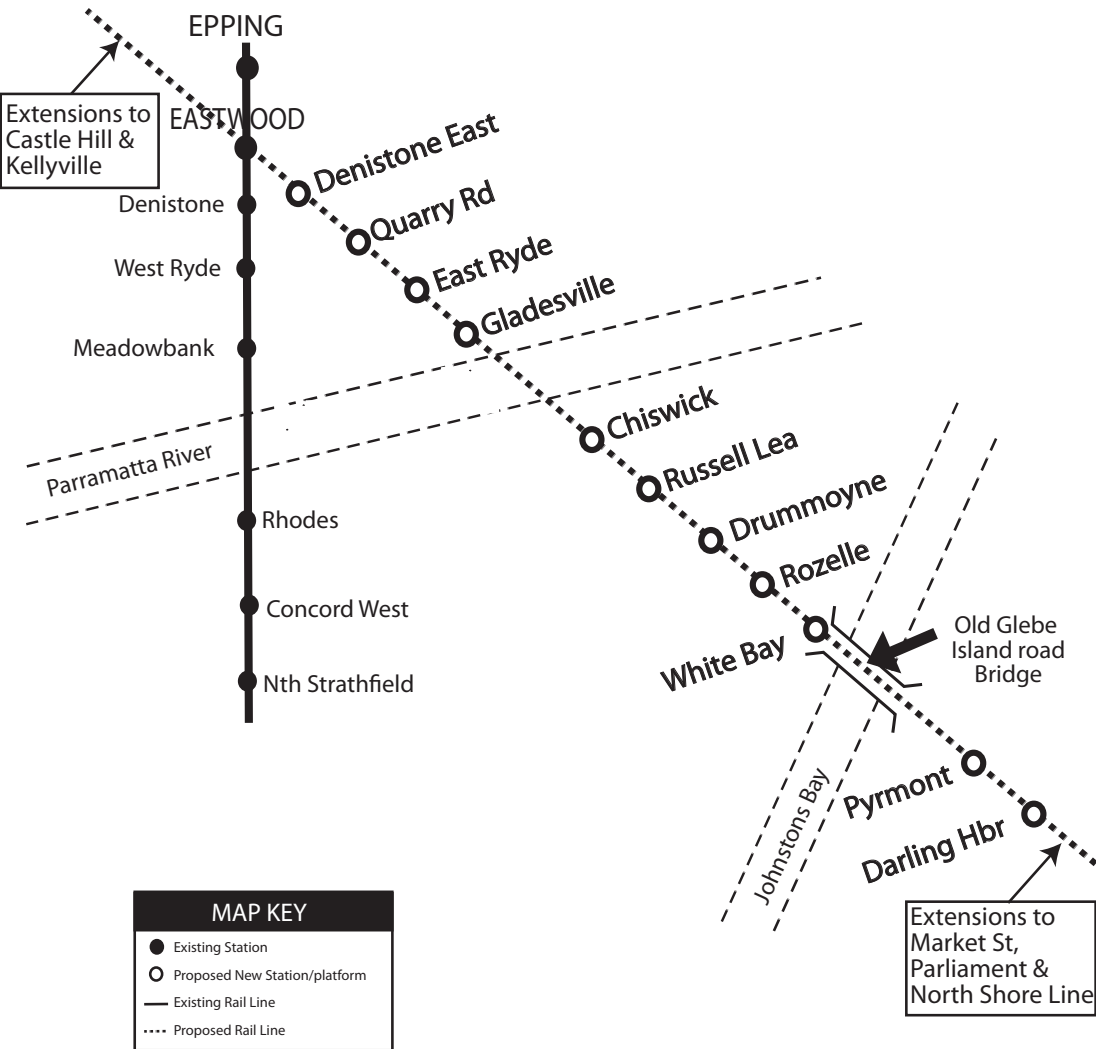 EPPING
Extensions to
Castle Hill &
Kellyville
EASTWOOD
Denistone East
Denistone
Quarry Rd
West Ryde
East Ryde
Gladesville
Meadowbank
Chiswick
Parramatta River
Russell Lea
Rhodes
Drummoyne
Rozelle
Concord West
White Bay
Old Glebe
Island road
Bridge
Nth Strathfield
Pyrmont
Johnstons Bay
Darling Hbr
MAP KEY
Existing Station
Proposed New Station/platform
Existing Rail Line
Proposed Rail Line
Extensions to
Market St,
Parliament &
North Shore Line